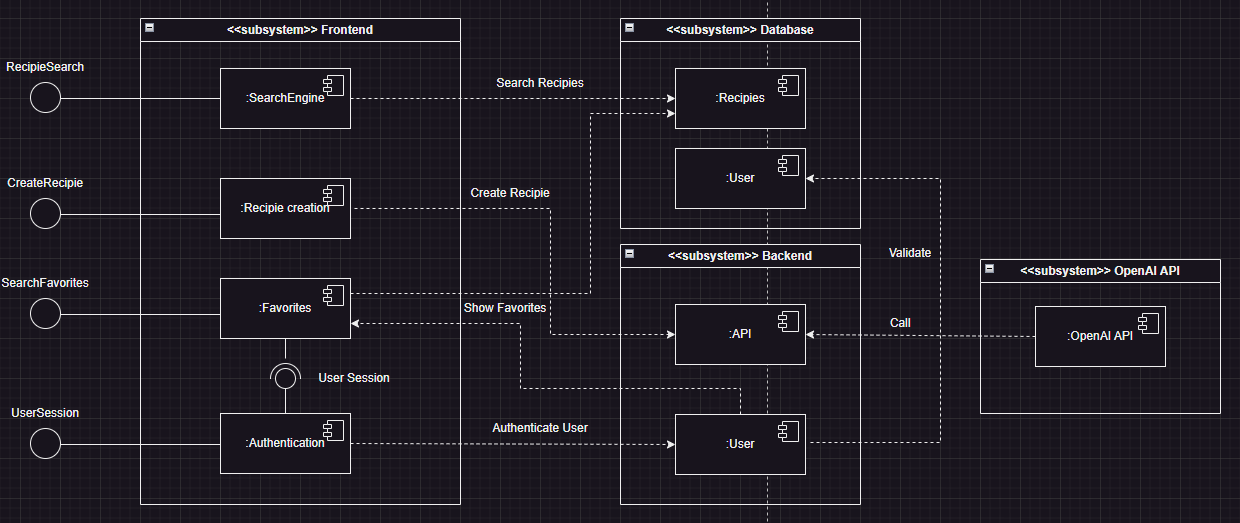 <<subsystem>> Frontend
<<subsystem>> Database
RecipieSearch
:SearchEngine
Search Recipies
:Recipies
CreateRecipie
:Recipie creation
Create Recipie
:User
<<subsystem>> Backend
Validate
<<subsystem>> OpenAI API
SearchFavorites
:Favorites
Show Favorites
:API
Call
:OpenAI API
User Session
UserSession
:Authentication
Authenticate User
:User